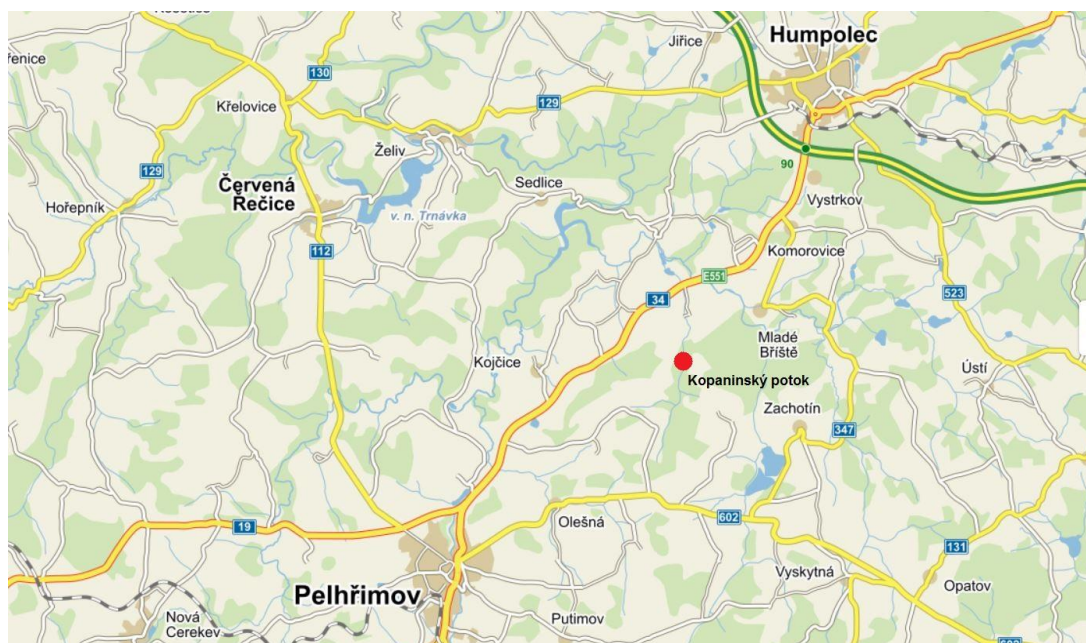 Humpolec
Jiřice
130
129
Křelovice
Želiv
90
129
Sedlice
Červená
Řečice
Vystrkov
Hořepník
v. n. Trnávka
112
Komorovice
E551
34
523
Mladé
Bříště
Kojčice
Ústí
Kopaninský potok
Zachotín
347
19
602
Olešná
131
Vyskytná
Opatov
Pelhřimov
Nová
Cerekev
Putimov